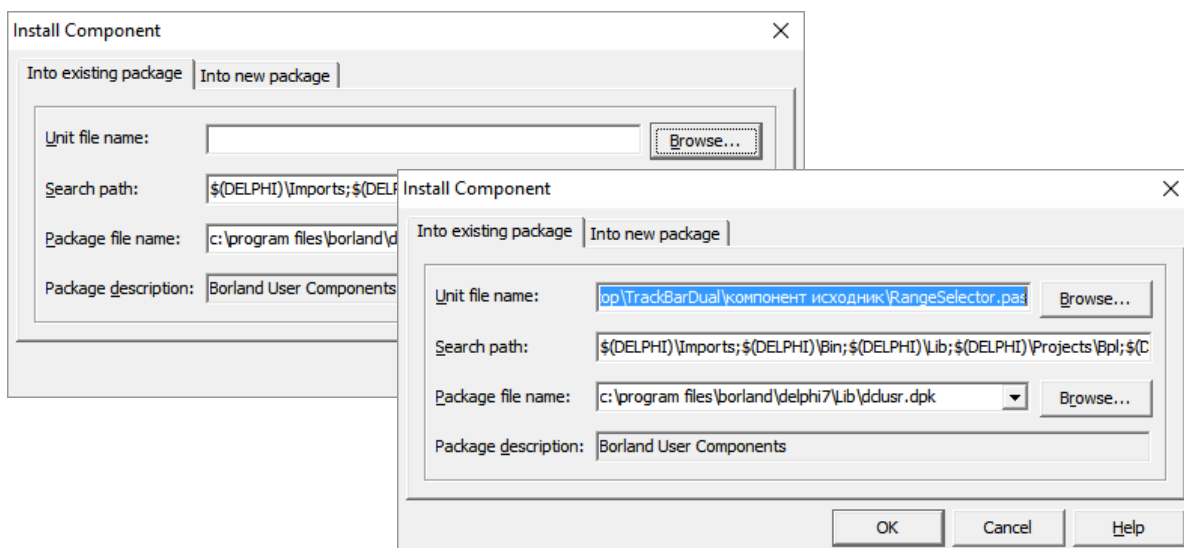 Install Component
Into existing package Into new package
Unit file name: Browse...
Search path: $(DELPHI)\Imports;$(DELF
Package file name: c:\program files\borland\d
Package description: Borland User Components
Install Component
Into existing package Into new package
Unit file name: op\TrackBarDual\компонент исходник\RangeSelector.pas Browse...
Search path: $(DELPHI)\Imports;$(DELPHI)\Bin;$(DELPHI)\Lib;$(DELPHI)\Projects\Bpl;$(D
Package file name: c:\program files\borland\delphi7\Lib\dclusr.dpk Browse...
Package description: Borland User Components
OK Cancel Help